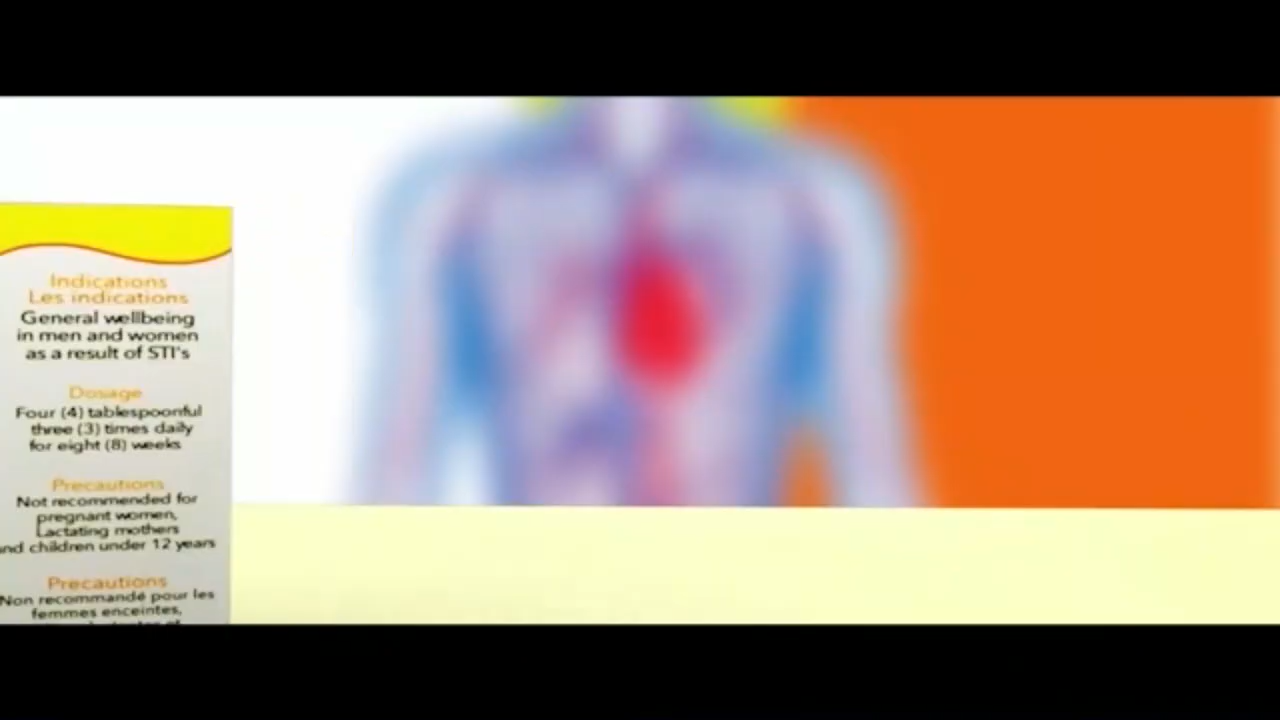 Indications
Les indications
General wellbeing
in men and women
as a result of STI's
Dosage
Four (4) tablespoonful
three (3) times daily
for eight (8) weeks
Precautions
Not recommended for
pregnant women,
Lactating mothers
children under 12 years
Precautions
Non recommandé pour les
femmes enceintes,